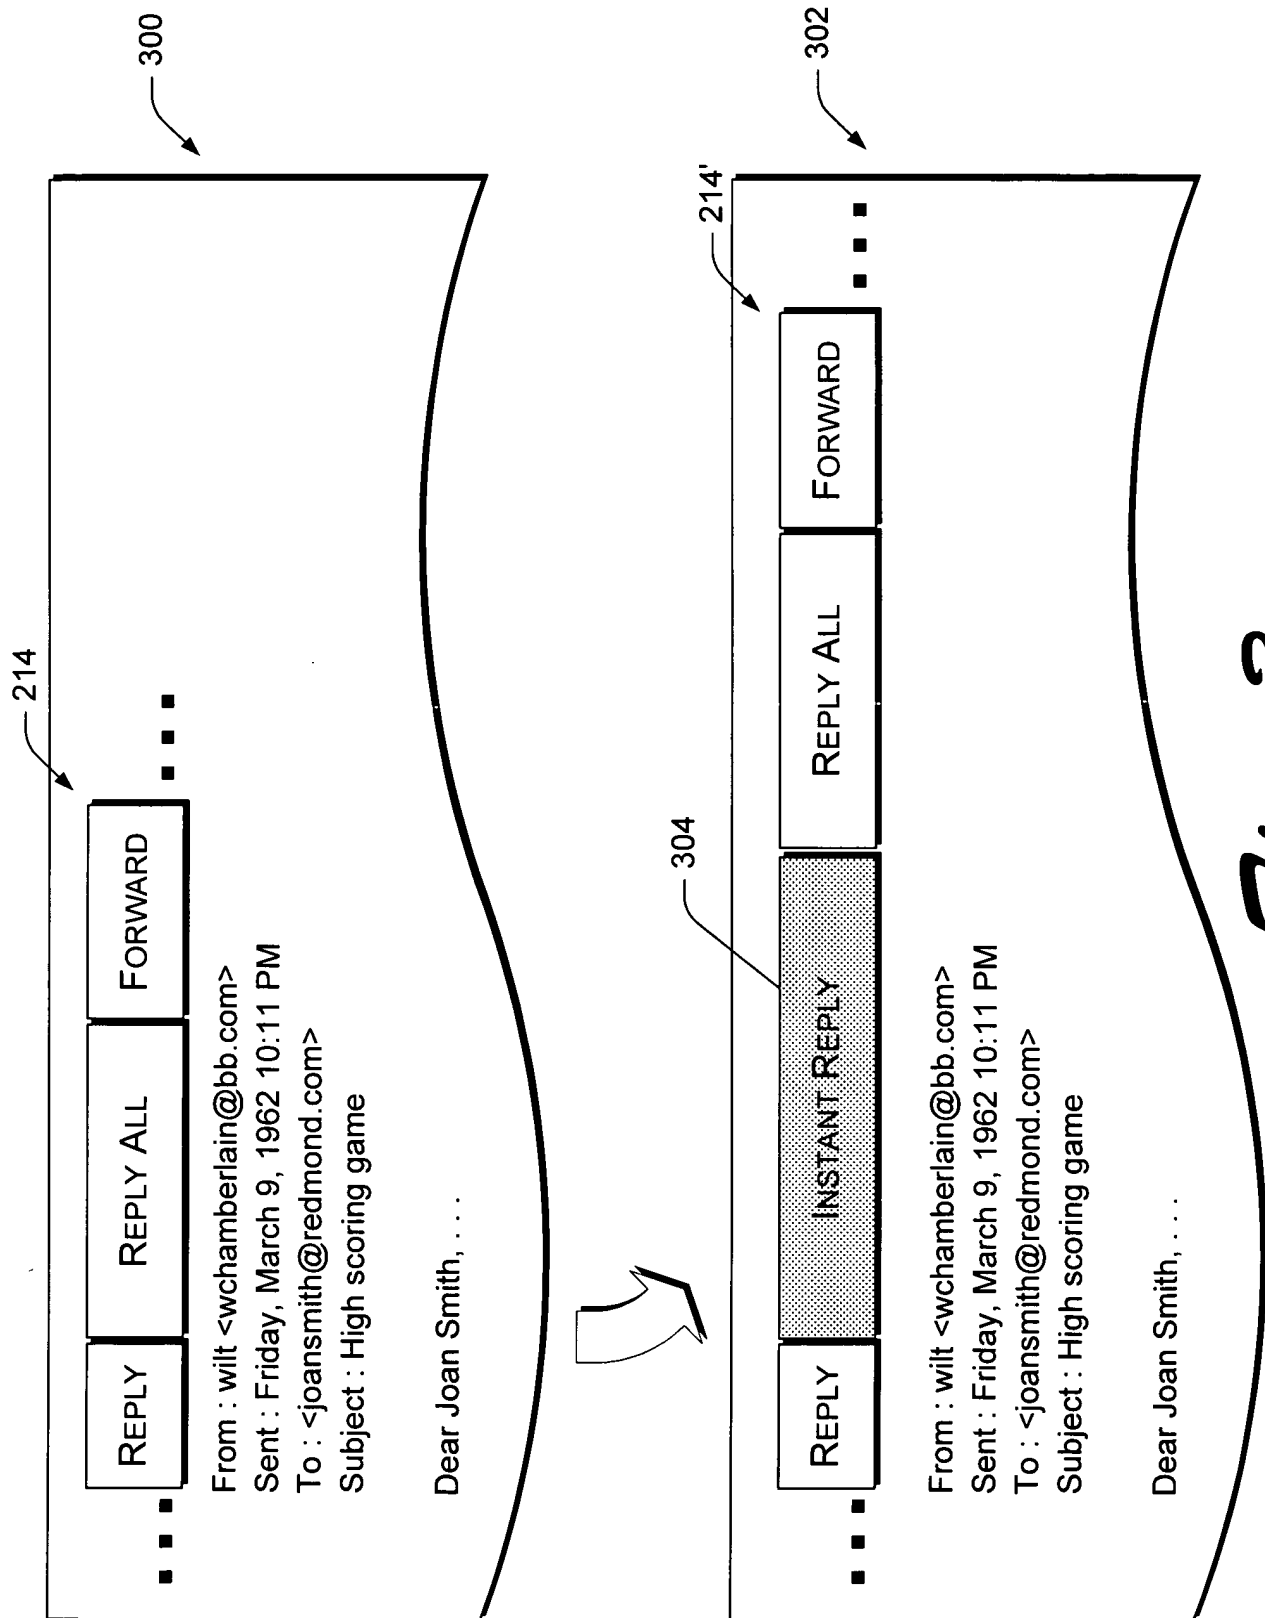 300
214
REPLY
REPLY ALL
FORWARD
From : wilt <wchamberlain@bb.com>
Sent : Friday, March 9, 1962 10:11 PM
To : <joansmith@redmond.com>
Subject : High scoring game
Dear Joan Smith, . . .
302
214'
304
REPLY
INSTANT REPLY
REPLY ALL
FORWARD
From : wilt <wchamberlain@bb.com>
Sent : Friday, March 9, 1962 10:11 PM
To : <joansmith@redmond.com>
Subject : High scoring game
Dear Joan Smith, . . .